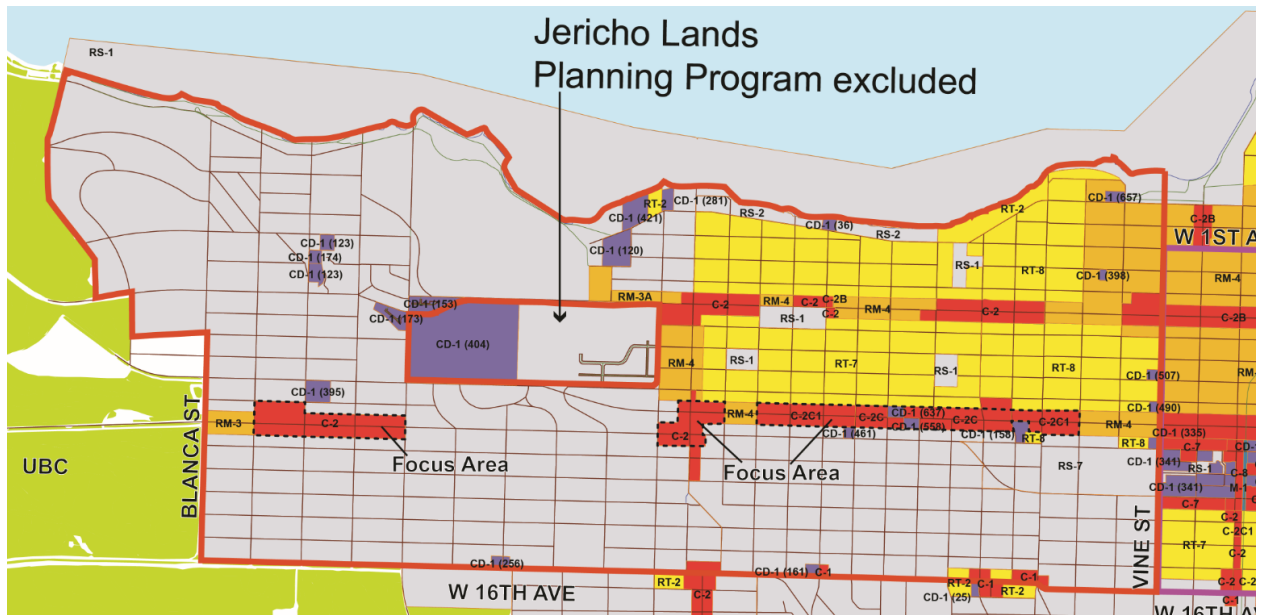 Jericho Lands
Planning Program excluded
RS-1
RT-2
CD-1 (281)
CD-1 (421)
RS-2
CD-1 (36)
RS-2
RT-2
CD-1 (657)
C-2B
W 1ST A
CD-1 (120)
CD-1 (123)
CD-1 (174)
CD-1 (123)
RS-1
RT-8
CD-1 (398)
RM-4
CD-1 (153)
CD-1 (173)
RM-3A
C-2
RM-4
C-2
C-2B
C-2
RM-4
C-2
C-2B
RS-1
CD-1 (404)
RM-4
RS-1
RT-7
RS-1
RT-8
CD-1 (507)
RM-
CD-1 (395)
CD-1 (490)
RM-3
C-2
C-2
RM-4
C-2C1
C-2C
CD-1 (637)
CD-1 (558)
C-2C
C-2C1
RM-4
CD-1 (461)
CD-1 (158)
RT-8
CD-1 (335)
RT-8
C-7
CD-1
UBC
BLANCA ST
Focus Area
Focus Area
RS-7
CD-1 (341)
RS-1
C-8
CD-1 (341)
M-1
C-7
VINE ST
C-2C1
RT-7
C-2
CD-1 (256)
W 16TH AVE
RT-2
C-2
CD-1 (161)
C-1
RT-2
C-1
C-1
RT-2
CD-1 (25)
C-2
C-2
C-1
W 16TH AV